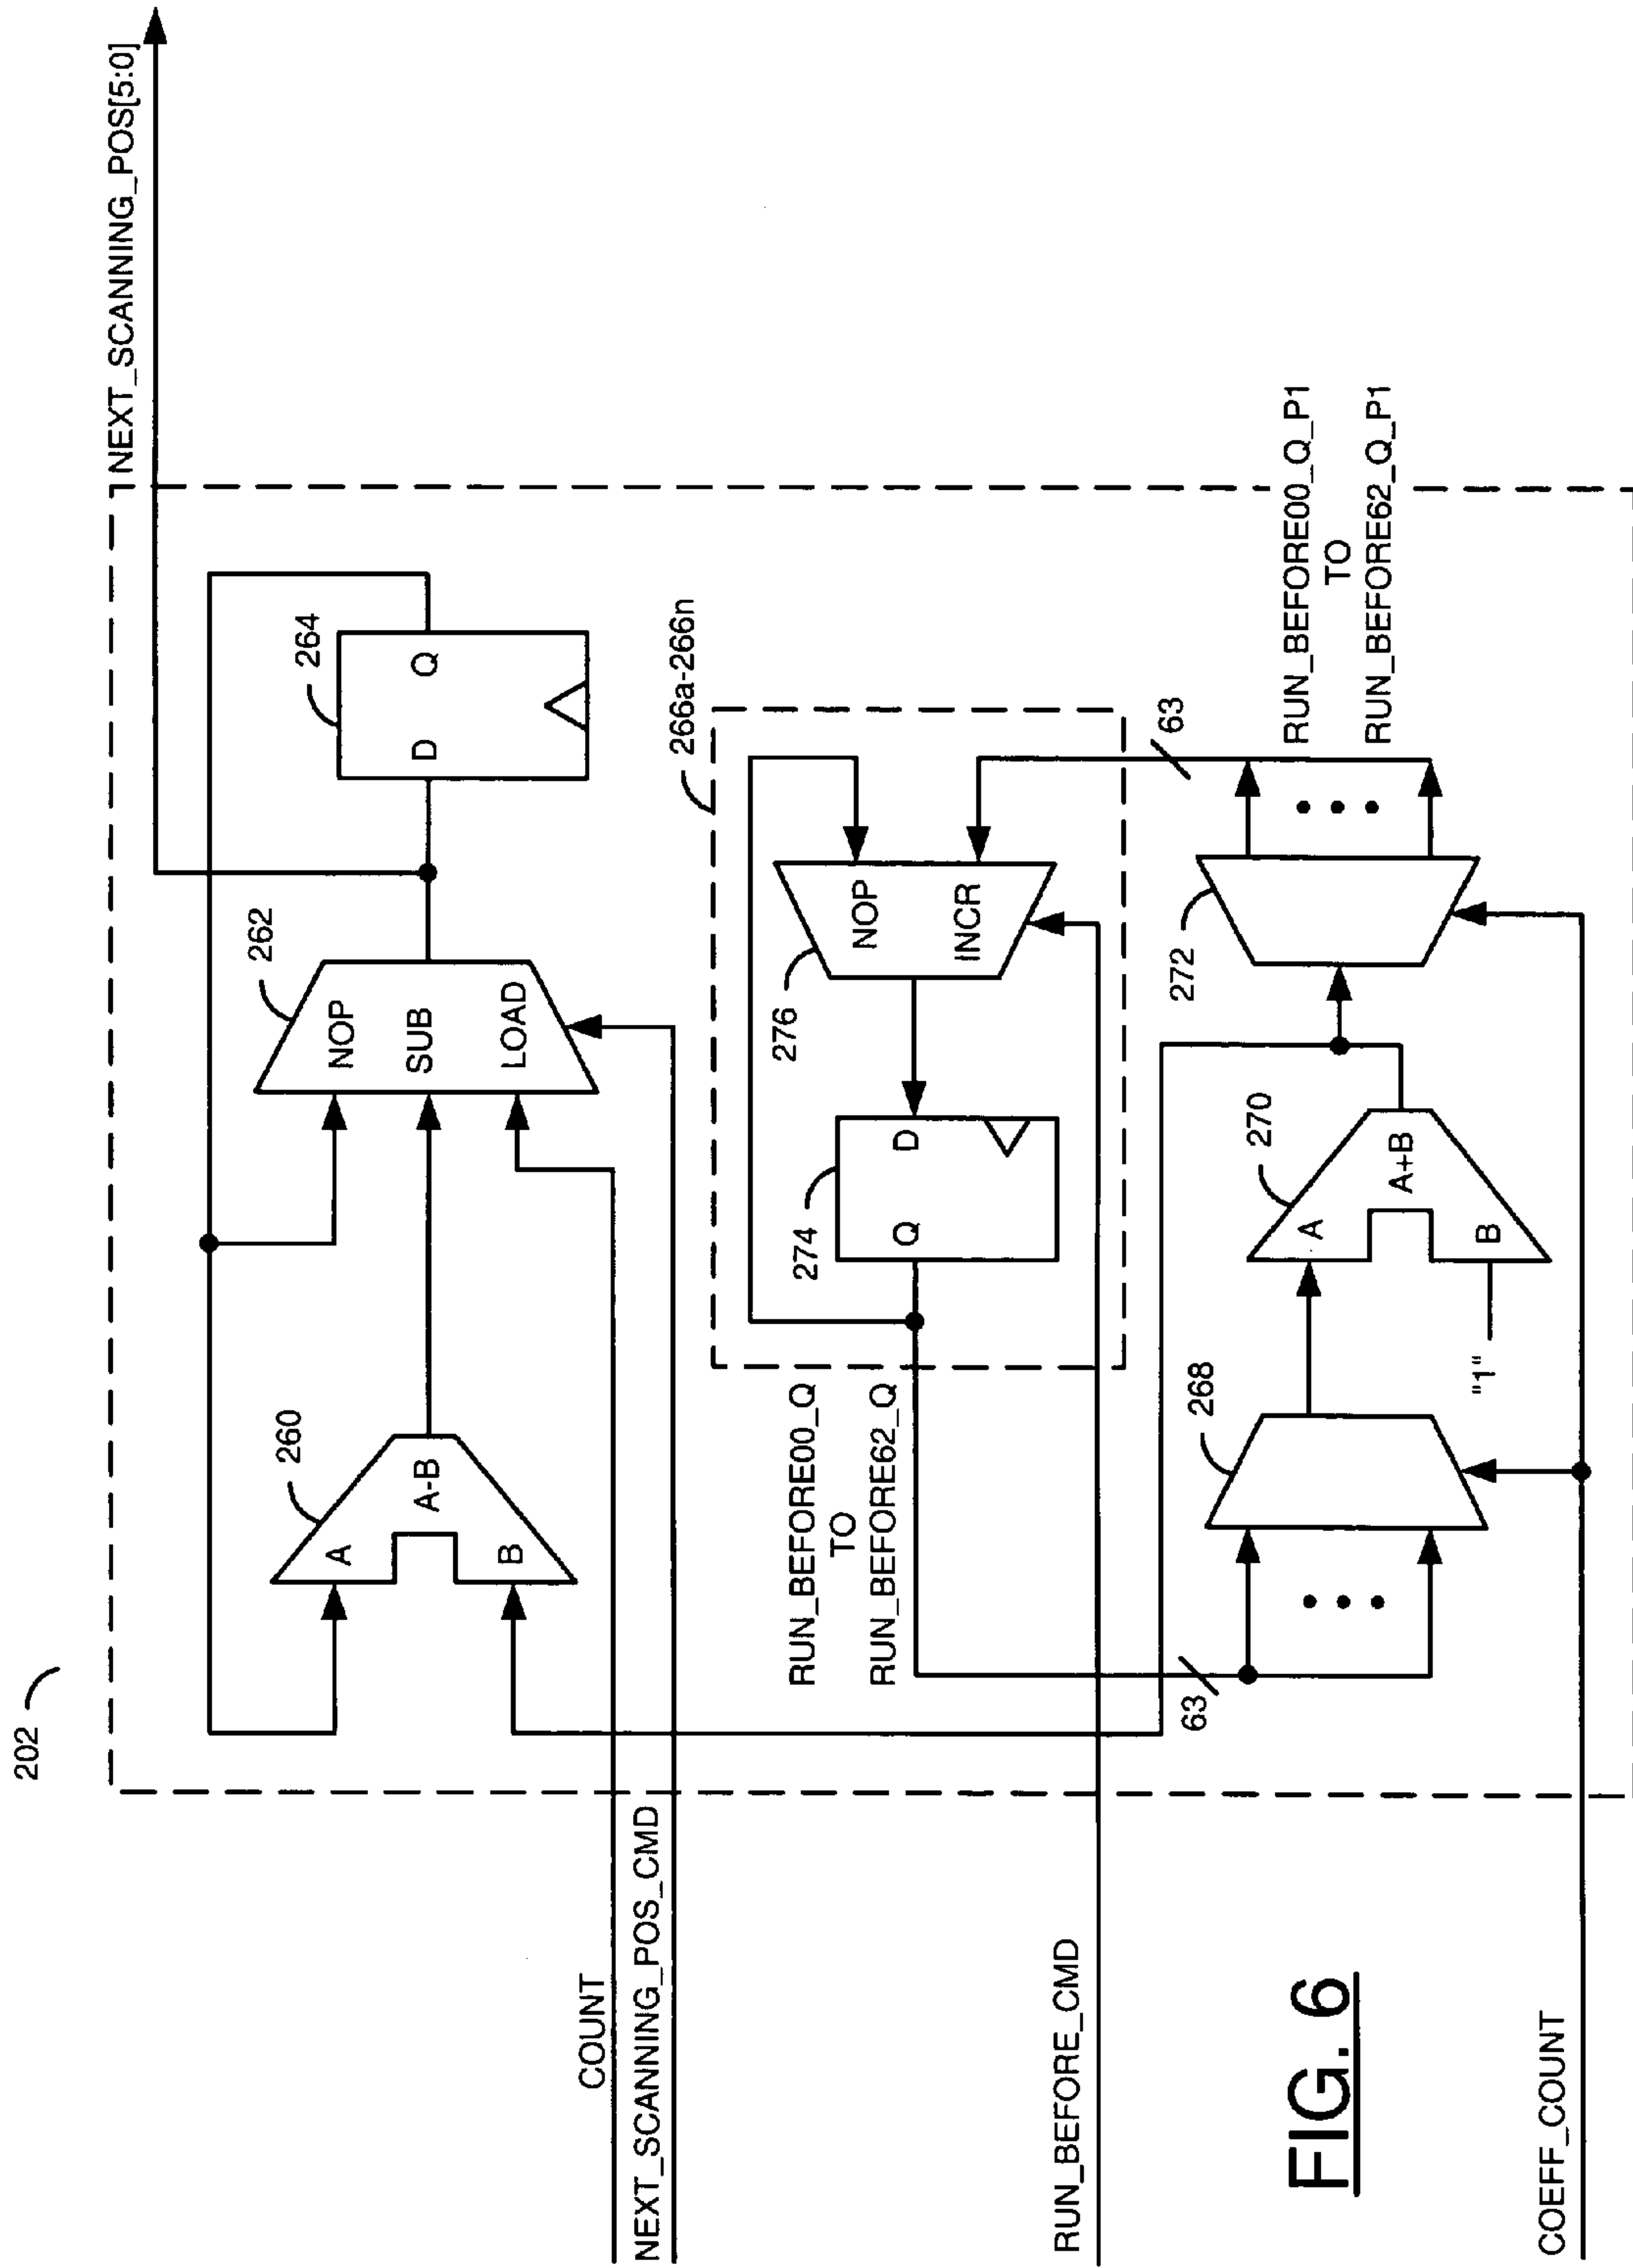 202
NEXT_SCANNING_POS[5:0]
260
A
A-B
B
262
NOP
SUB
LOAD
264
D
Q
COUNT
NEXT_SCANNING_POS_CMD
266a-266n
RUN_BEFORE00_Q
TO
RUN_BEFORE62_Q
274
Q
D
276
NOP
INCR
63
63
RUN_BEFORE_CMD
268
270
A
A+B
B
"1"
272
RUN_BEFORE00_Q_P1
TO
RUN_BEFORE62_Q_P1
COEFF_COUNT
FIG. 6